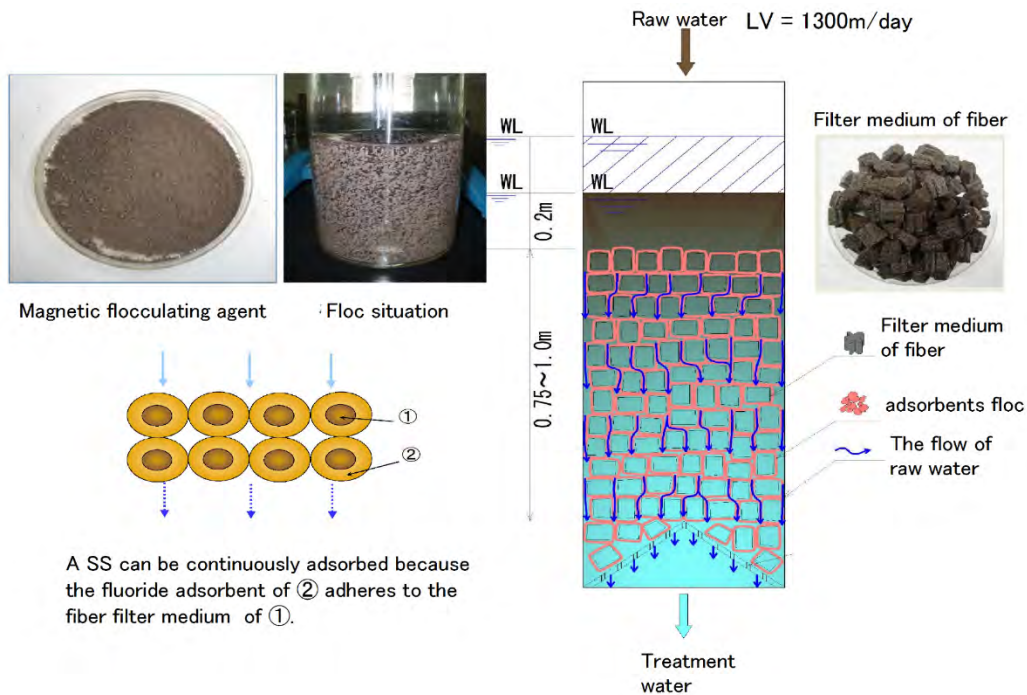 Raw water LV = 1300m/day
WL
WL
WL
WL
Filter medium of fiber
0.2m
Magnetic flocculating agent
Floc situation
Filter medium
of fiber
①
adsorbents floc
0.75~1.0m
②
The flow of
raw water
A SS can be continuously adsorbed because
the fluoride adsorbent of ② adheres to the
fiber filter medium of ①.
Treatment
water